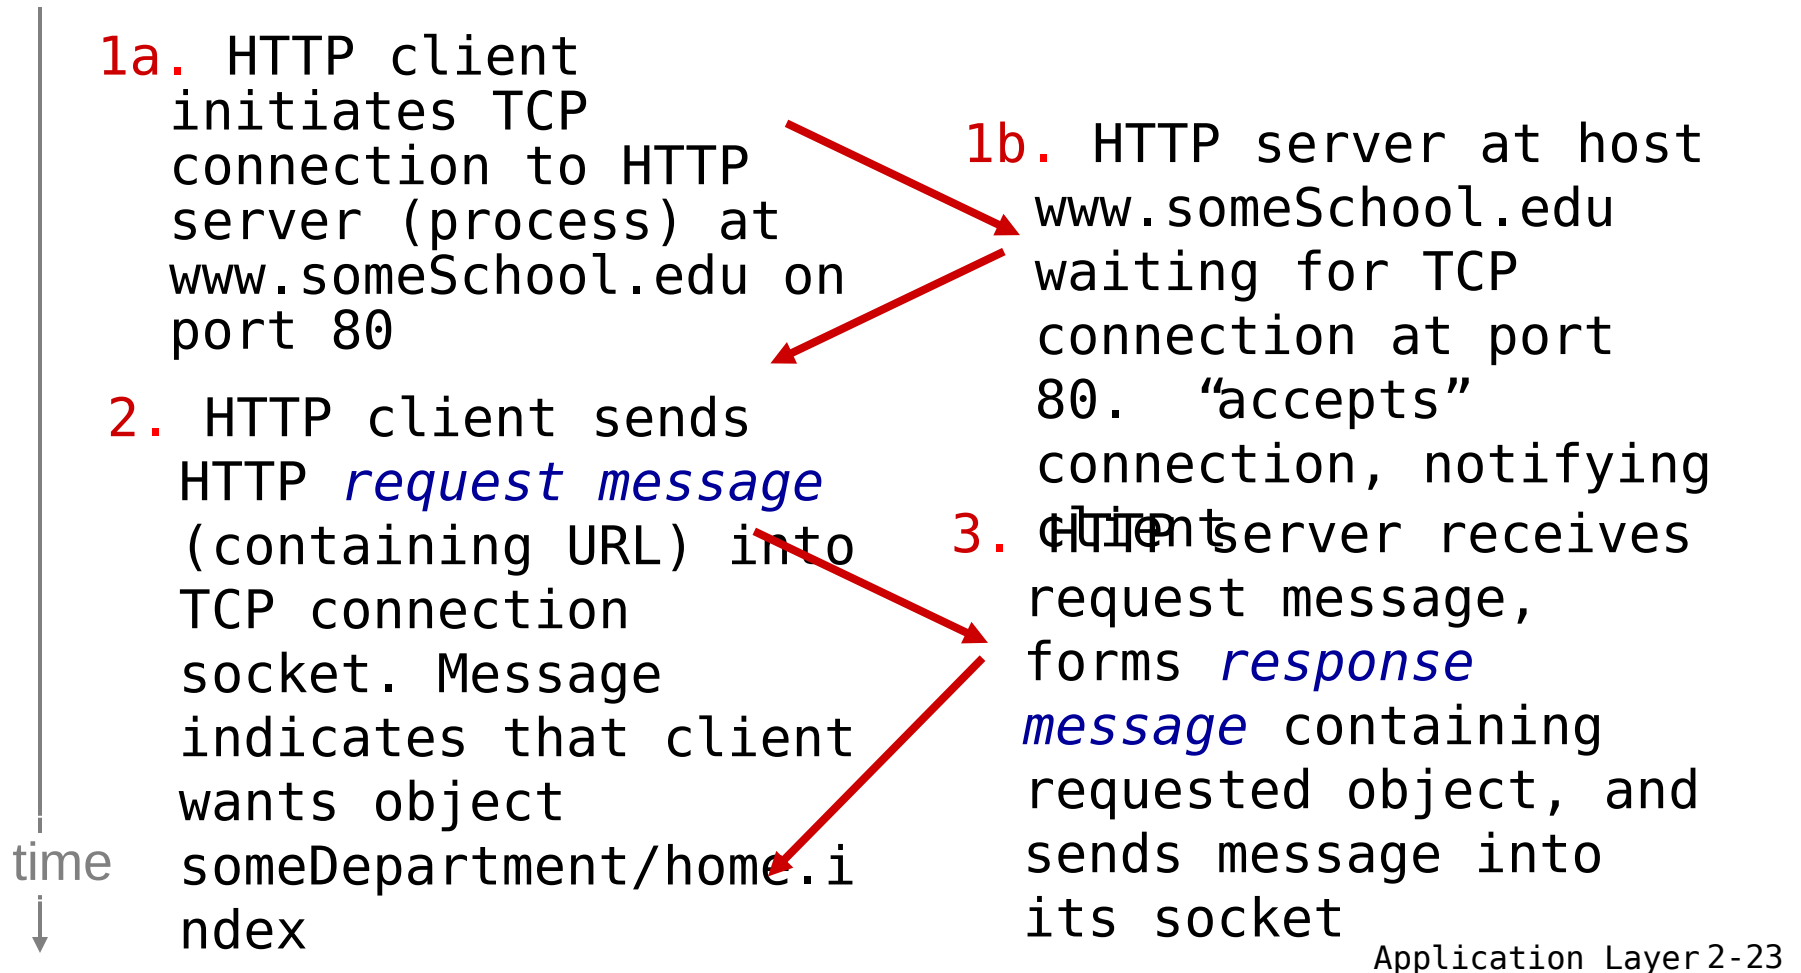 1a. HTTP client
initiates TCP
connection to HTTP
server (process) at
www.someSchool.edu on
port 80
1b. HTTP server at host
www.someSchool.edu
waiting for TCP
connection at port
80.  “accepts”
connection, notifying
client
2. HTTP client sends
HTTP request message
(containing URL) into
TCP connection
socket. Message
indicates that client
wants object
someDepartment/home.i
ndex
3. HTTP server receives
request message,
forms response
message containing
requested object, and
sends message into
its socket
time
Application Layer 2-23